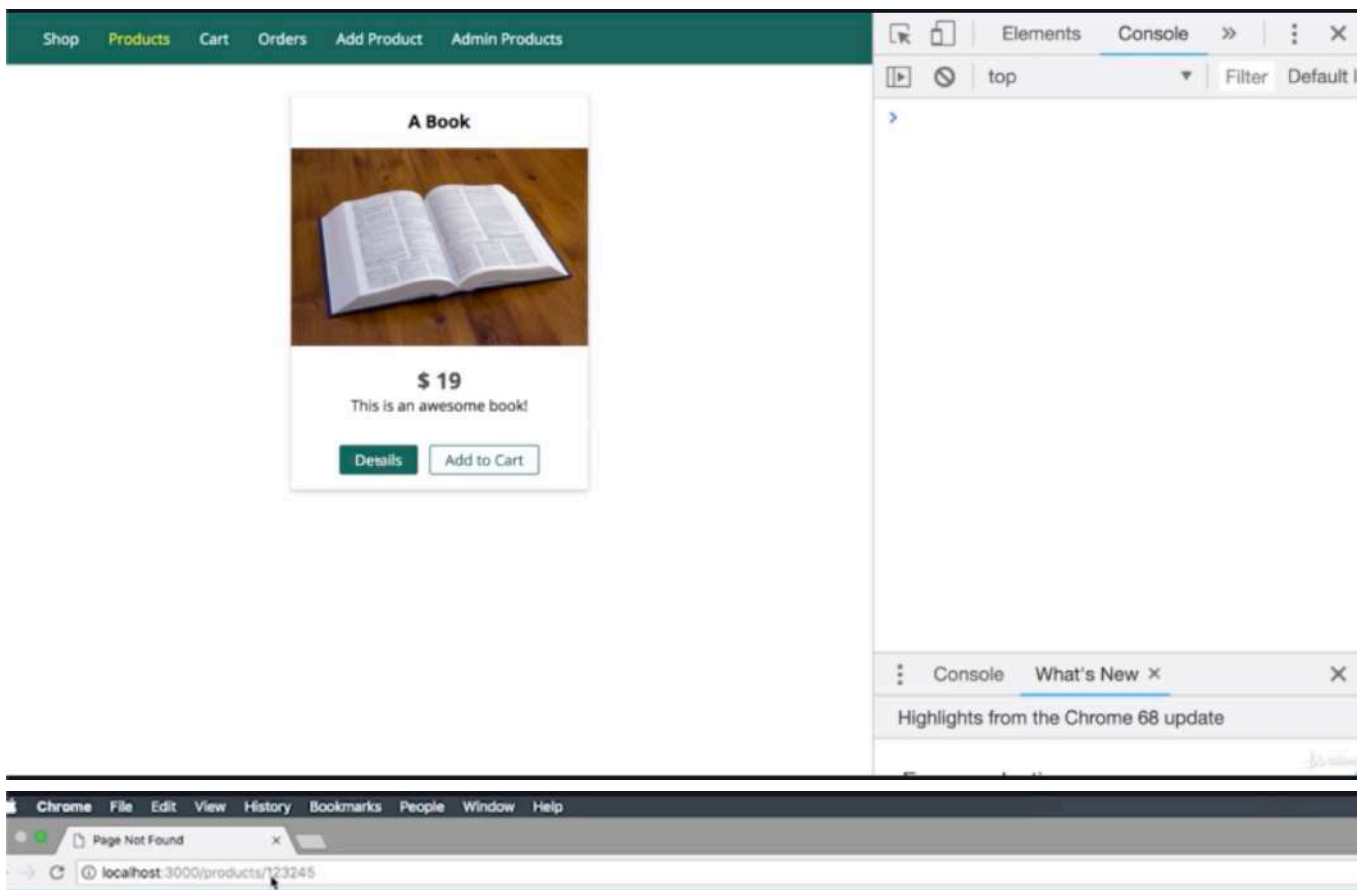 Shop Products Cart Orders Add Product Admin Products
Elements Console »
top Filter Default
A Book
$ 19
This is an awesome book!
Details Add to Cart
Console What's New
Highlights from the Chrome 68 update
Chrome File Edit View History Bookmarks People Window Help
Page Not Found
localhost:3000/products/123245